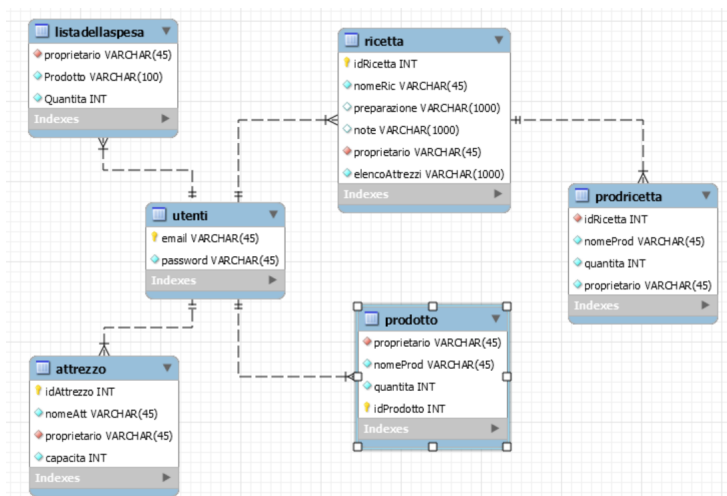 listadellaspesa
proprietario VARCHAR(45)
Prodotto VARCHAR(100)
Quantita INT
Indexes
ricetta
idRicetta INT
nomeRic VARCHAR(45)
preparazione VARCHAR(1000)
note VARCHAR(1000)
proprietario VARCHAR(45)
elencoAttrezzi VARCHAR(1000)
Indexes
utenti
email VARCHAR(45)
password VARCHAR(45)
Indexes
prodricetta
idRicetta INT
nomeProd VARCHAR(45)
quantita INT
proprietario VARCHAR(45)
Indexes
attrezzo
idAttrezzo INT
nomeAtt VARCHAR(45)
proprietario VARCHAR(45)
capacita INT
Indexes
prodotto
proprietario VARCHAR(45)
nomeProd VARCHAR(45)
quantita INT
idProdotto INT
Indexes